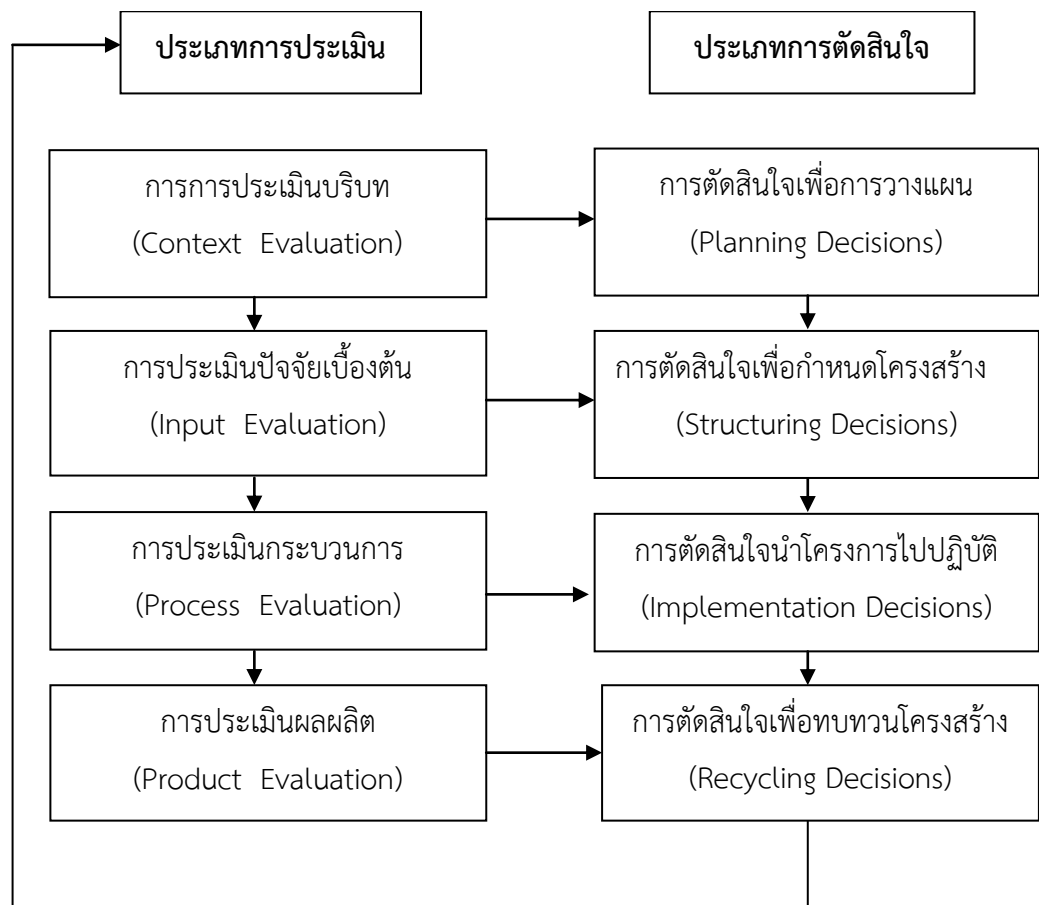 ประเภทการประเมิน
ประเภทการตัดสินใจ
การการประเมินบริบท
(Context Evaluation)
การตัดสินใจเพื่อการวางแผน
(Planning Decisions)
การประเมินปัจจัยเบื้องต้น
(Input Evaluation)
การตัดสินใจเพื่อกำหนดโครงสร้าง
(Structuring Decisions)
การประเมินกระบวนการ
(Process Evaluation)
การตัดสินใจนำโครงการไปปฏิบัติ
(Implementation Decisions)
การประเมินผลผลิต
(Product Evaluation)
การตัดสินใจเพื่อทบทวนโครงสร้าง
(Recycling Decisions)